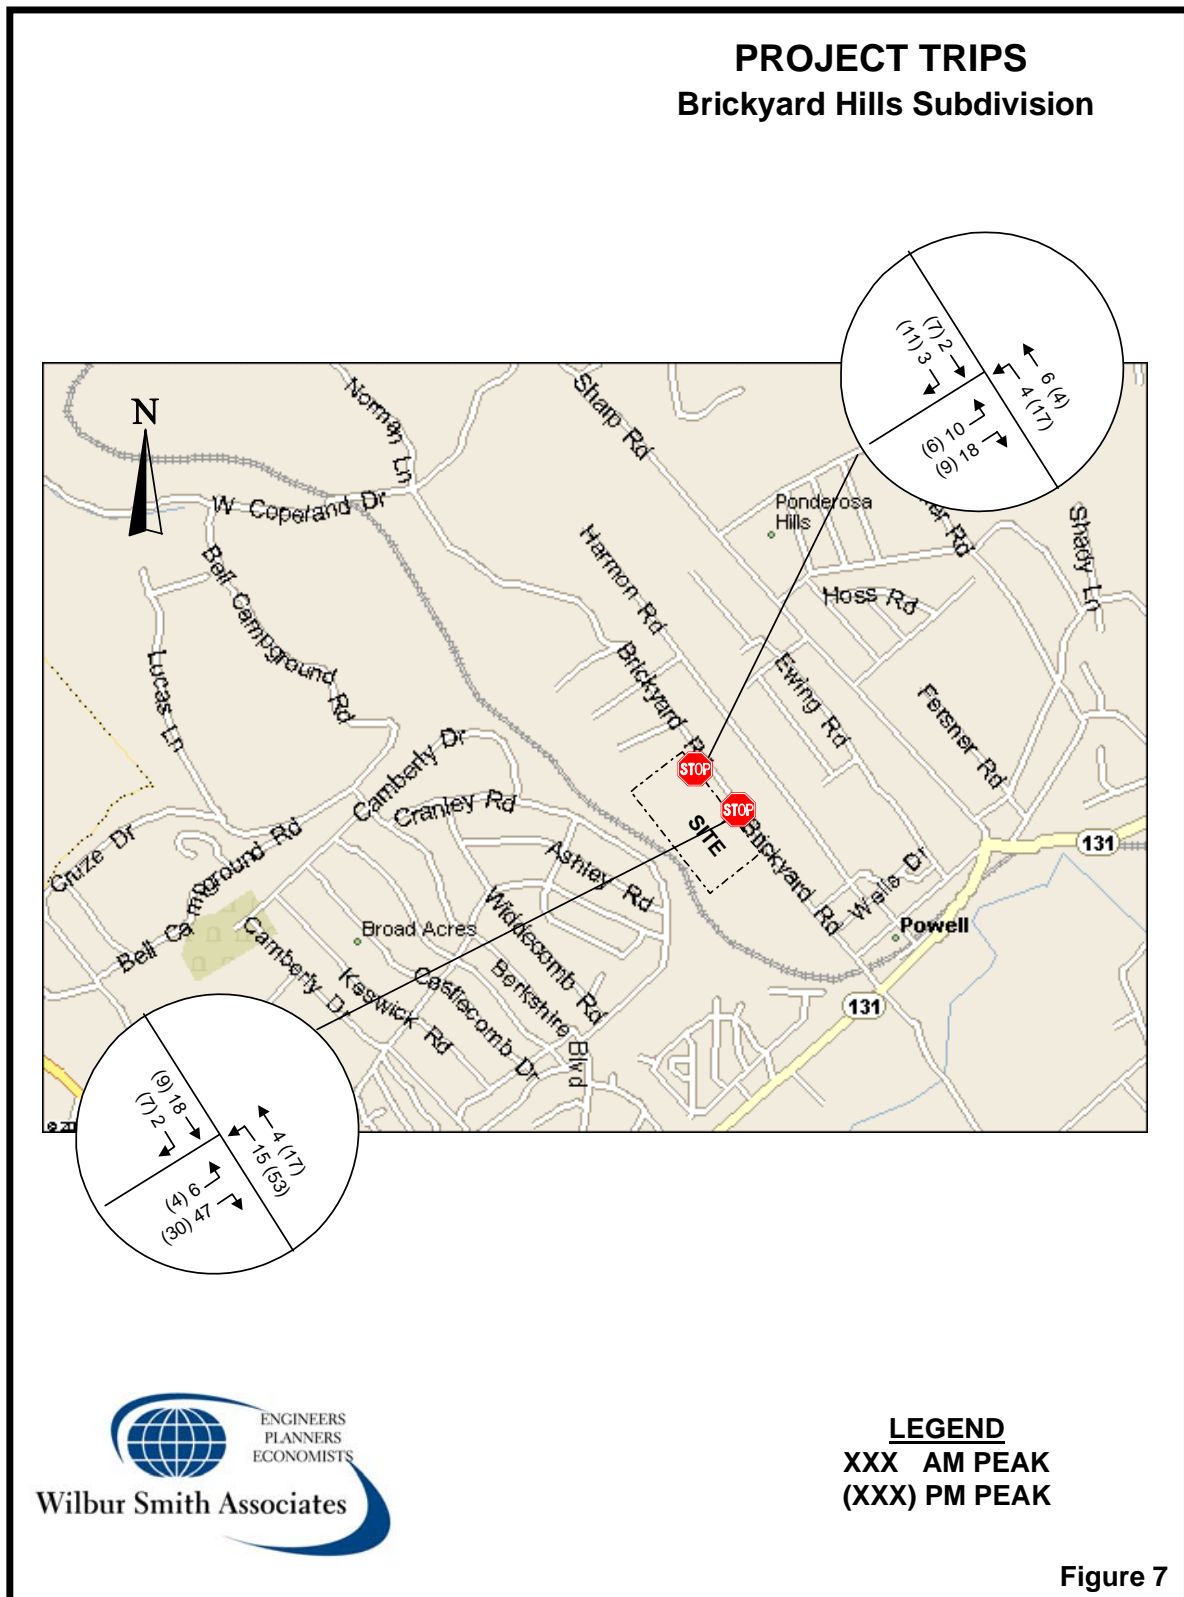 PROJECT TRIPS
Brickyard Hills Subdivision
(7) 2
(11) 3
6 (4)
4 (17)
(6) 10
(9) 18
N
Norman Ln
Sharp Rd
W Copeland Dr
Ponderosa
Hills
er Rd
Shady Ln
Harmon Rd
Bell Campground Rd
Hoss Rd
Lucas Ln
Brickyard R
Ewing Rd
Fersner Rd
Camberly Dr
STOP
Cranley Rd
STOP
SITE
Brickyard Rd
131
Cruze Dr
Ashley Rd
Wells Dr
Bell Campground Rd
Widdecomb Rd
Broad Acres
Powell
Camberly Dr
Keswick Rd
Castlecomb Dr
Berkshire Blvd
131
© 20
(9) 18
(7) 2
4 (17)
15 (53)
(4) 6
(30) 47
ENGINEERS
PLANNERS
ECONOMISTS
Wilbur Smith Associates
LEGEND
XXX AM PEAK
(XXX) PM PEAK
Figure 7